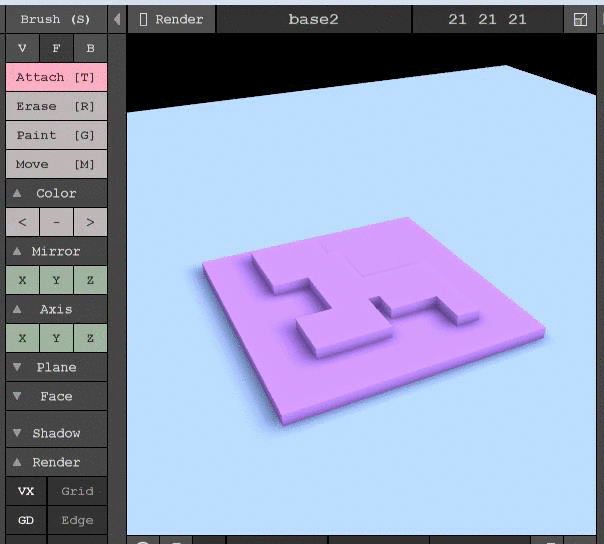 Brush (S)
Render
base2
21 21 21
V F B
Attach [T]
Erase [R]
Paint [G]
Move [M]
Color
< - >
Mirror
X Y Z
Axis
X Y Z
Plane
Face
Shadow
Render
VX Grid
GD Edge